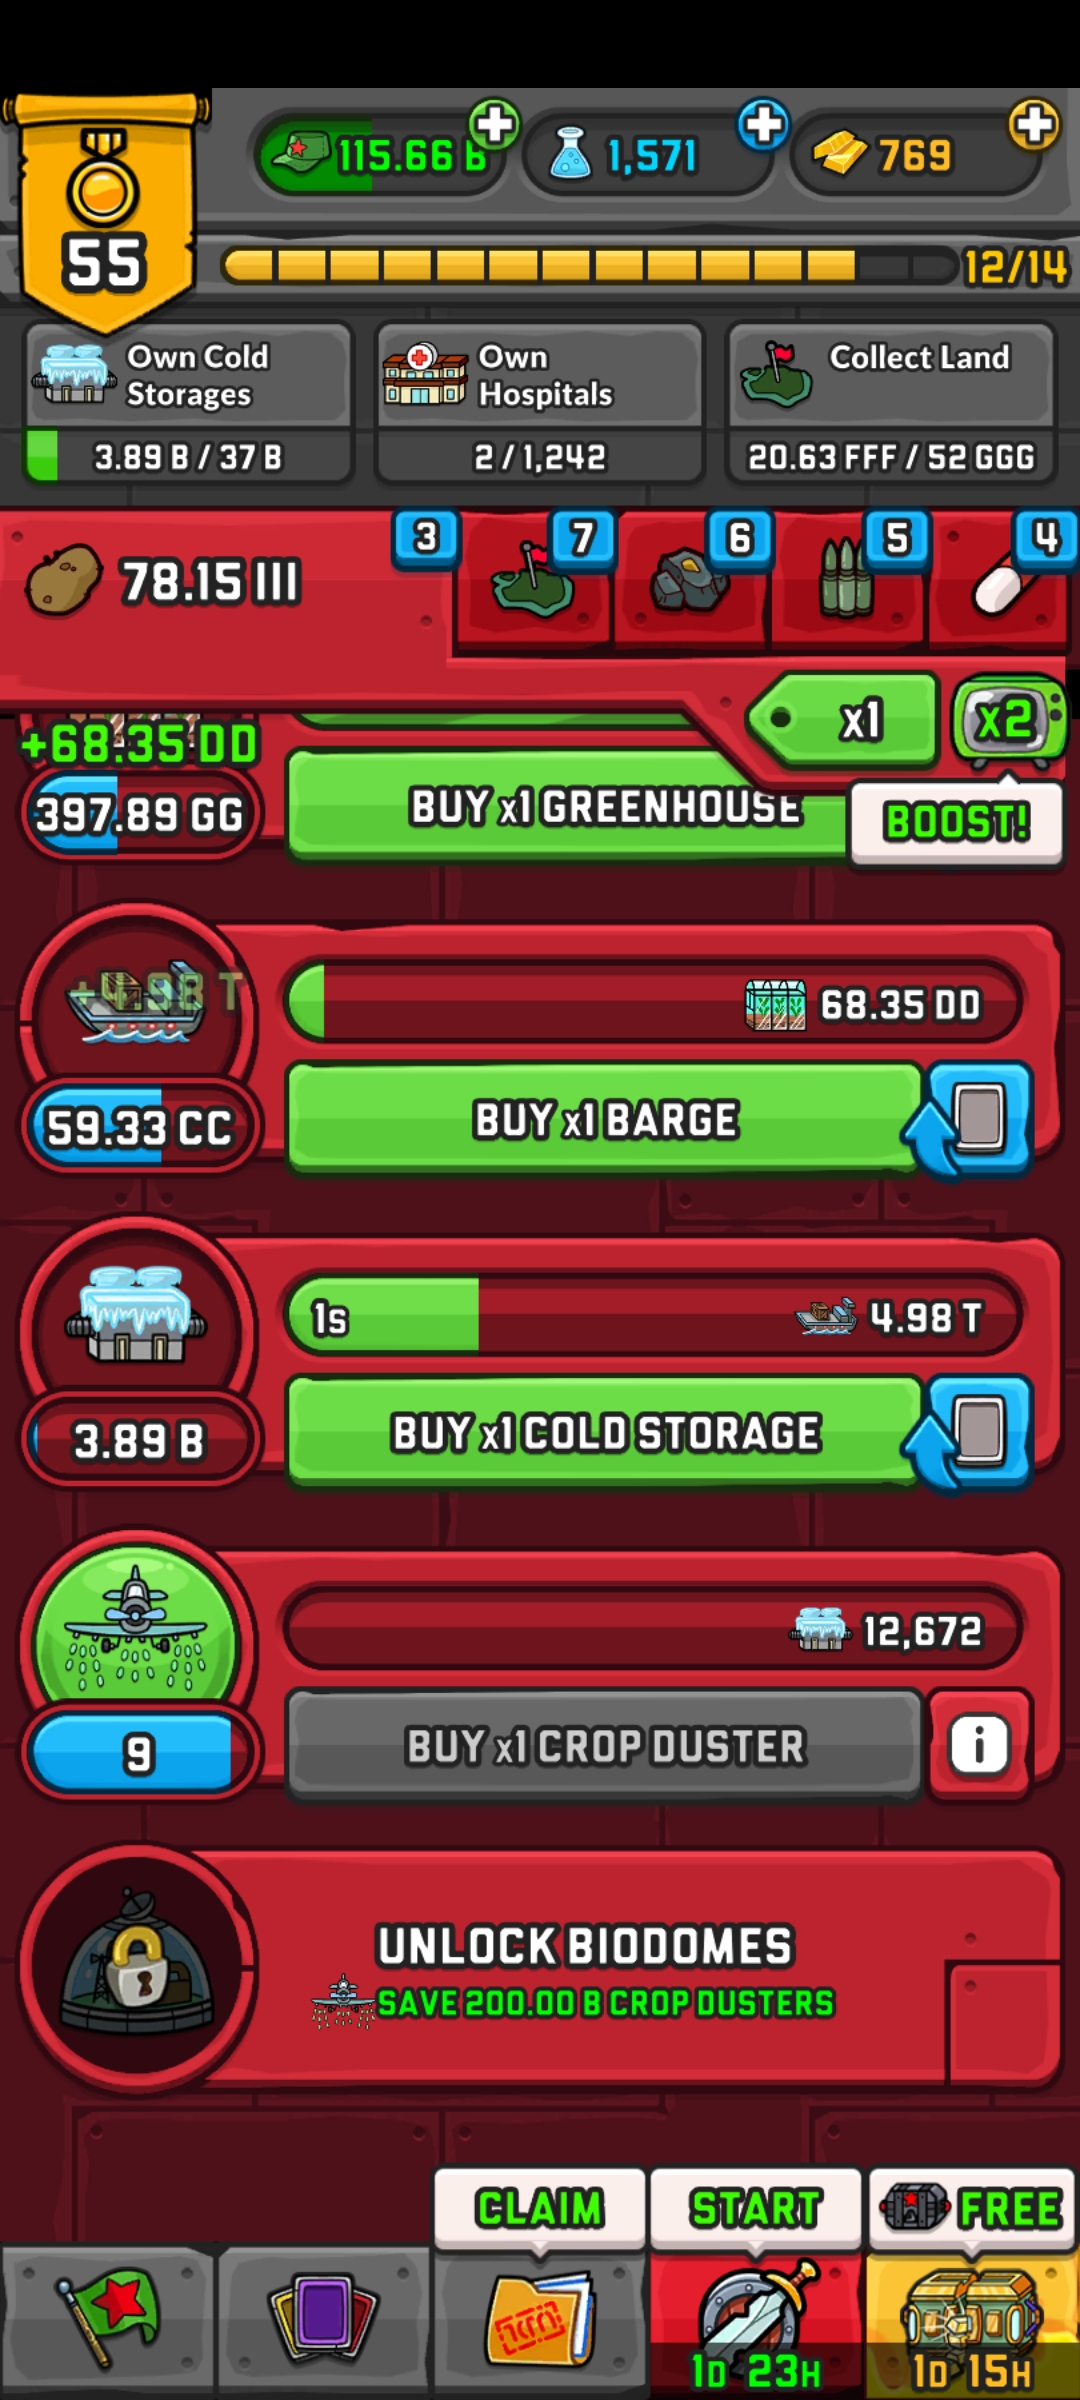 55
115.66 B
1,571
769
12/14
Own Cold
Storages
3.89 B / 37 B
Own
Hospitals
2 / 1,242
Collect Land
20.63 FFF / 52 GGG
78.15 III
3
7
6
5
4
x1
x2
BOOST!
+68.35 DD
397.89 GG
BUY x1 GREENHOUSE
+4.98 T
68.35 DD
59.33 CC
BUY x1 BARGE
1s
4.98 T
3.89 B
BUY x1 COLD STORAGE
12,672
9
BUY x1 CROP DUSTER
i
UNLOCK BIODOMES
SAVE 200.00 B CROP DUSTERS
CLAIM
START
FREE
1D 23H
1D 15H